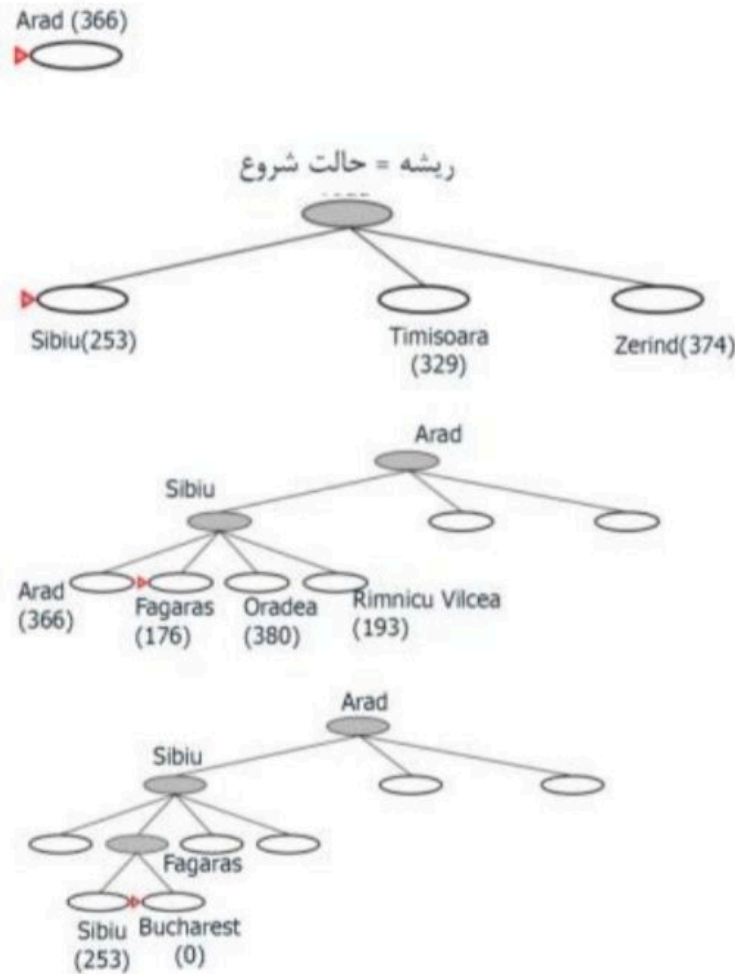 Arad (366)
ریشه = حالت شروع
Sibiu(253)
Timisoara
(329)
Zerind(374)
Arad
Sibiu
Arad
(366)
Fagaras
(176)
Oradea
(380)
Rimnicu Vilcea
(193)
Arad
Sibiu
Fagaras
Sibiu
(253)
Bucharest
(0)